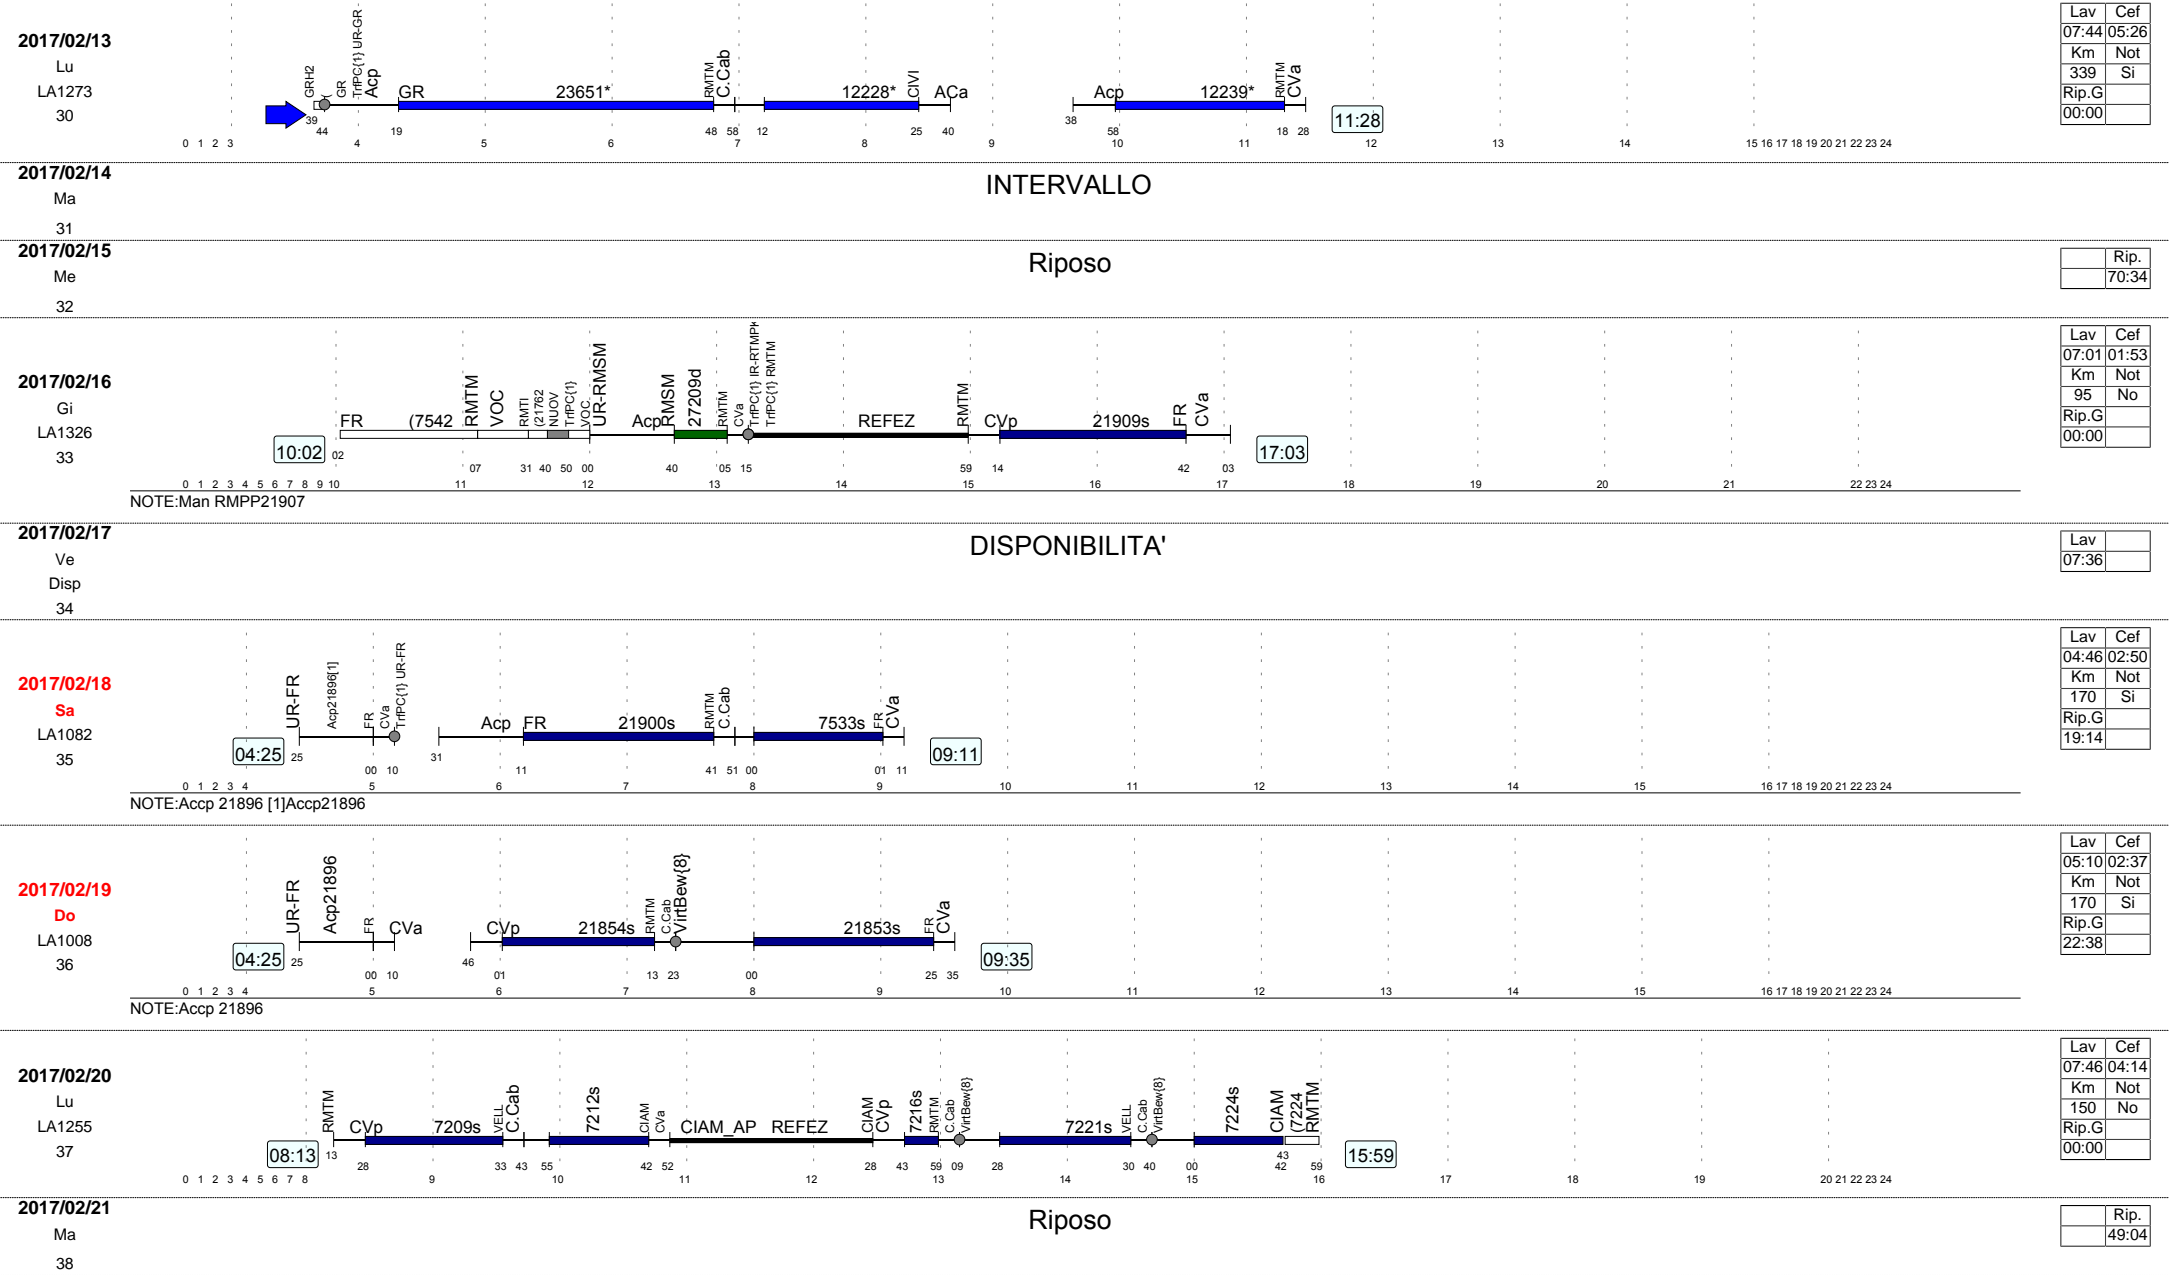 2017/02/13
Lu
LA1273
30
GRH2
(
GR
TrfPC{1} UR-GR
Acp
GR
23651*
RMTM
C.Cab
12228*
CIVI
ACa
Acp
12239*
RMTM
CVa
11:28
39
44 19 48 58 12 25 40 38 58 18 28
0 1 2 3 4 5 6 7 8 9 10 11 12 13 14 15 16 17 18 19 20 21 22 23 24
Lav Cef
07:44 05:26
Km Not
339 Si
Rip.G
00:00
2017/02/14
Ma
31
INTERVALLO
2017/02/15
Me
32
Riposo
Rip.
70:34
2017/02/16
Gi
LA1326
33
10:02
FR
(7542
RMTM
VOC
RMTI
(21762
NUOV
TrfPC{1}
VOC
UR-RMSM
Acp
RMSM
27209d
RMTM
CVa
TrfPC{1} IR-RTMPH
TrfPC{1} RMTM
REFEZ
RMTM
CVp
21909s
FR
CVa
17:03
02 07 31 40 50 00 40 05 15 59 14 42 03
0 1 2 3 4 5 6 7 8 9 10 11 12 13 14 15 16 17 18 19 20 21 22 23 24
NOTE:Man RMPP21907
Lav Cef
07:01 01:53
Km Not
95 No
Rip.G
00:00
2017/02/17
Ve
Disp
34
DISPONIBILITA'
Lav
07:36
2017/02/18
Sa
LA1082
35
04:25
UR-FR
Acp21896[1]
FR
CVa
TrfPC{1} UR-FR
Acp
FR
21900s
RMTM
C.Cab
7533s
FR
CVa
09:11
25 00 10 31 11 41 51 00 01 11
0 1 2 3 4 5 6 7 8 9 10 11 12 13 14 15 16 17 18 19 20 21 22 23 24
NOTE:Accp 21896 [1]Accp21896
Lav Cef
04:46 02:50
Km Not
170 Si
Rip.G
19:14
2017/02/19
Do
LA1008
36
04:25
UR-FR
Acp21896
FR
CVa
CVp
21854s
RMTM
C.Cab
VirtBew{8}
21853s
FR
CVa
09:35
25 00 10 46 01 13 23 00 25 35
0 1 2 3 4 5 6 7 8 9 10 11 12 13 14 15 16 17 18 19 20 21 22 23 24
NOTE:Accp 21896
Lav Cef
05:10 02:37
Km Not
170 Si
Rip.G
22:38
2017/02/20
Lu
LA1255
37
08:13
RMTM
CVp
7209s
VELL
C.Cab
7212s
CIAM
CVa
CIAM_AP
REFEZ
CIAM
CVp
7216s
RMTM
C.Cab
VirtBew{8}
7221s
VELL
C.Cab
VirtBew{8}
7224s
CIAM
(7224
RMTM
15:59
13 28 33 43 55 42 52 28 43 59 09 28 30 40 00 42 43 59
0 1 2 3 4 5 6 7 8 9 10 11 12 13 14 15 16 17 18 19 20 21 22 23 24
Lav Cef
07:46 04:14
Km Not
150 No
Rip.G
00:00
2017/02/21
Ma
38
Riposo
Rip.
49:04